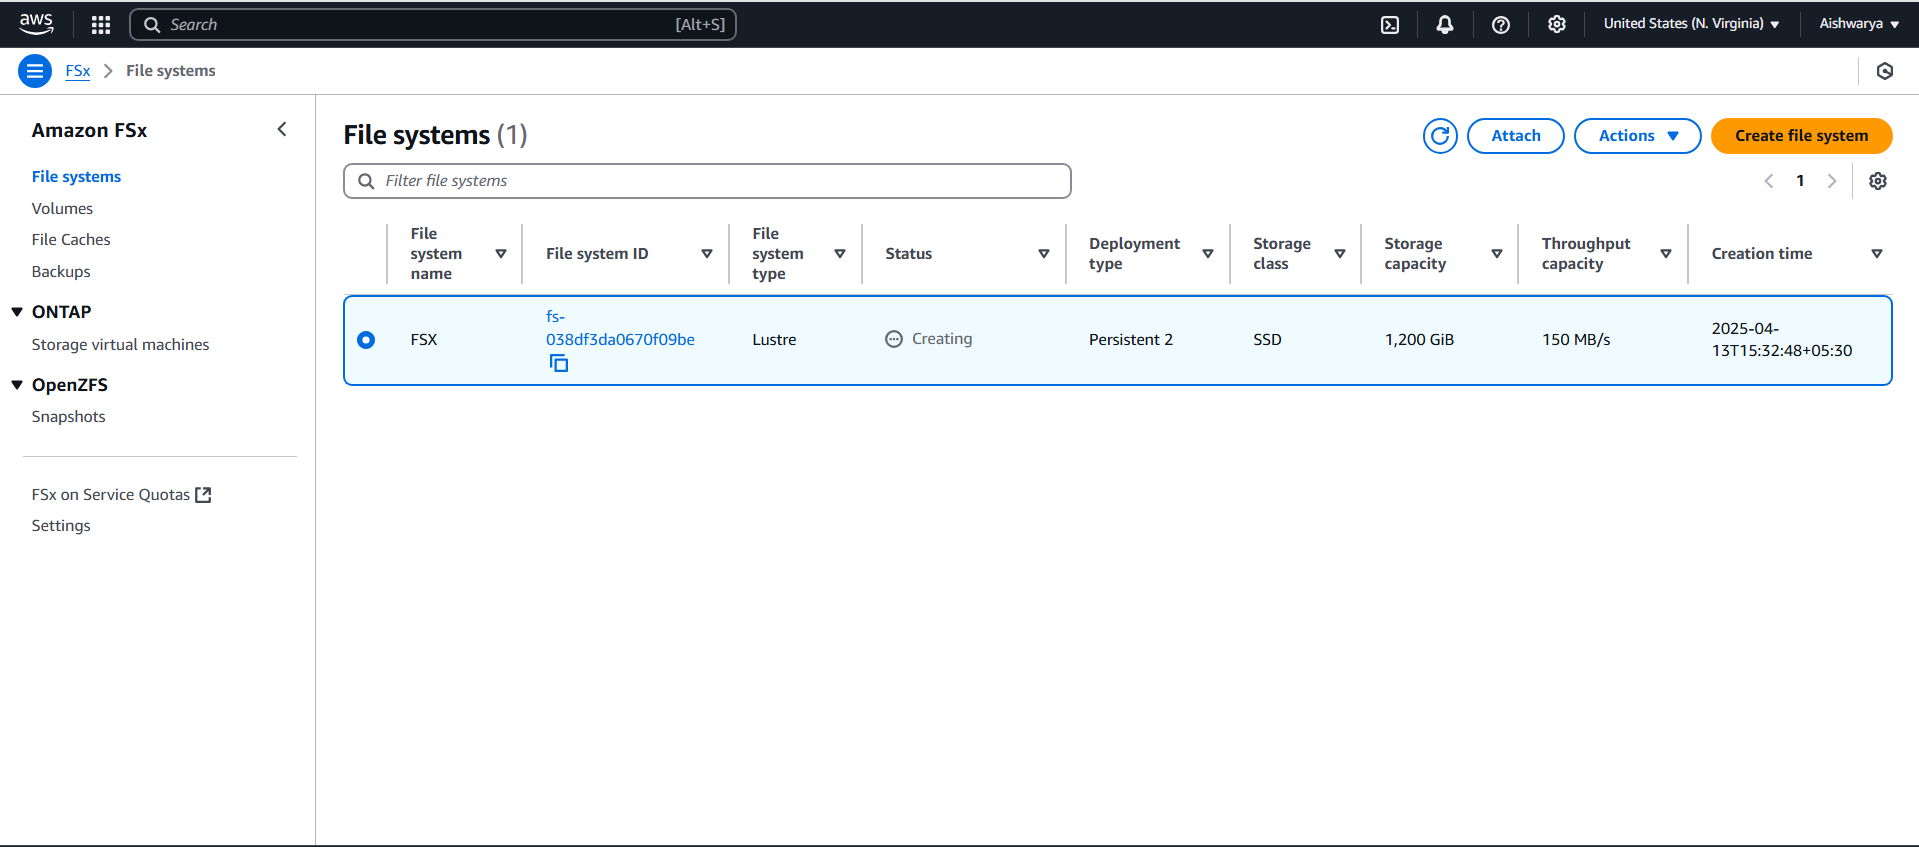 aws
Search [Alt+S]
United States (N. Virginia)
Aishwarya
FSx
File systems
Amazon FSx
File systems
Volumes
File Caches
Backups
ONTAP
Storage virtual machines
OpenZFS
Snapshots
FSx on Service Quotas
Settings
File systems (1)
Attach
Actions
Create file system
Filter file systems
1
File
system
name
File system ID
File
system
type
Status
Deployment
type
Storage
class
Storage
capacity
Throughput
capacity
Creation time
FSX
fs-
038df3da0670f09be
Lustre
Creating
Persistent 2
SSD
1,200 GiB
150 MB/s
2025-04-
13T15:32:48+05:30